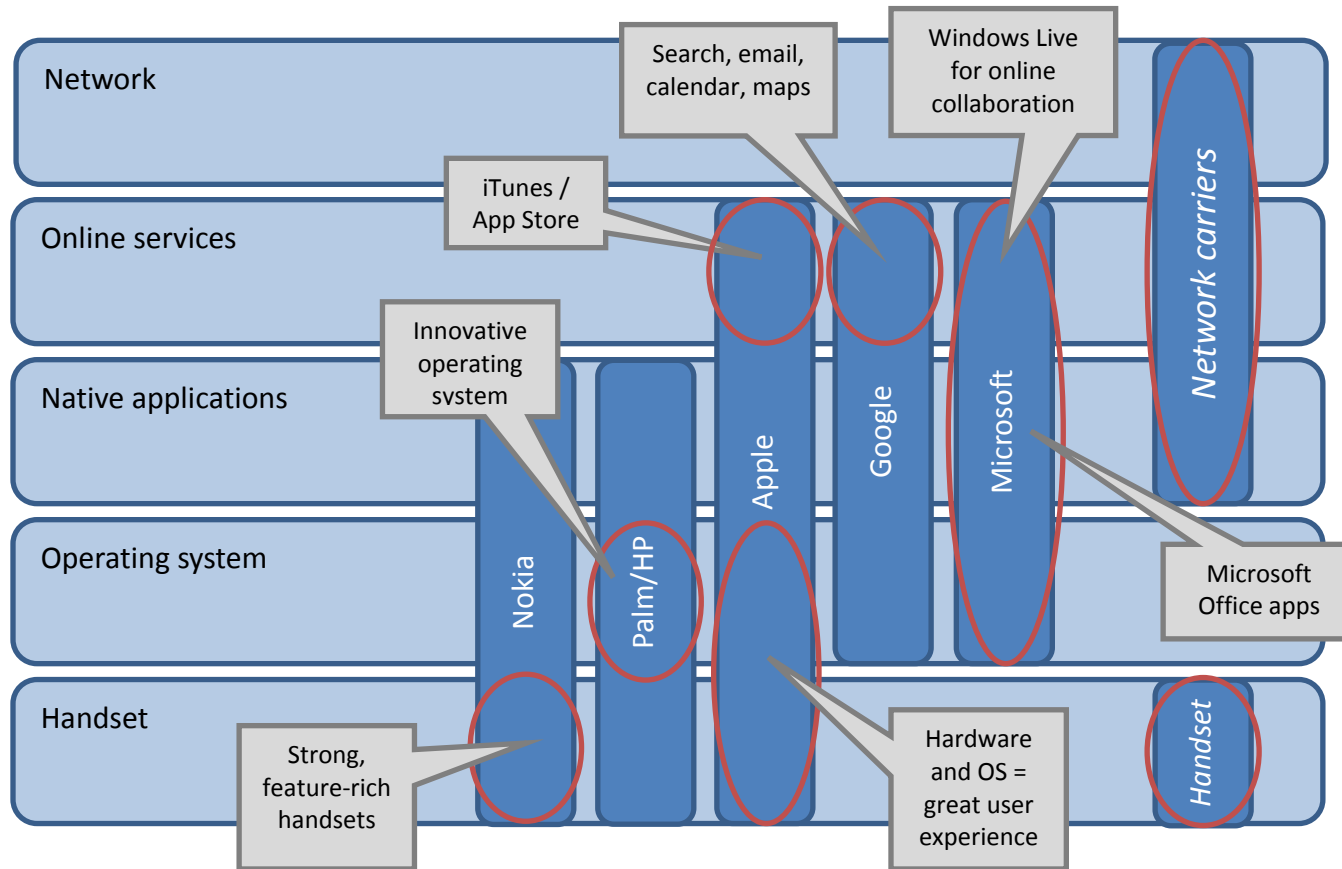 Network
Search, email,
calendar, maps
Windows Live
for online
collaboration
iTunes /
App Store
Online services
Network carriers
Innovative
operating
system
Native applications
Apple
Google
Microsoft
Operating system
Nokia
Palm/HP
Microsoft
Office apps
Handset
Strong,
feature-rich
handsets
Hardware
and OS =
great user
experience
Handset